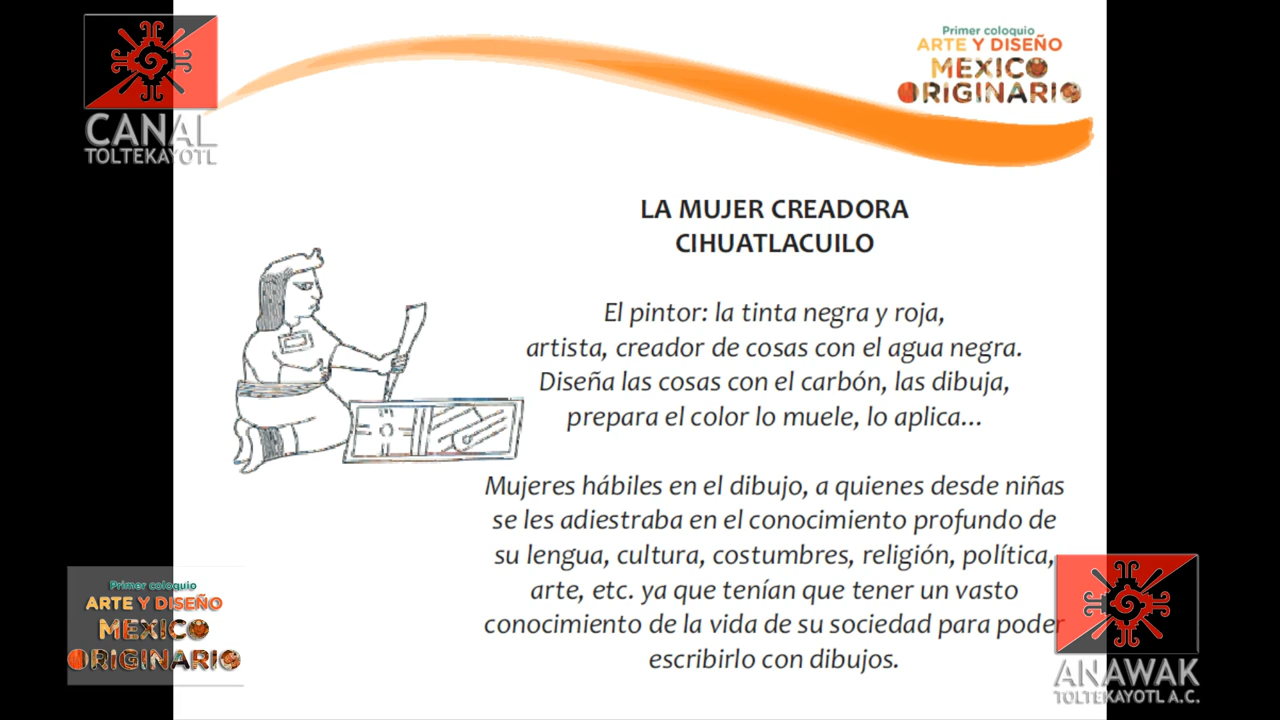 CANAL
TOLTEKAYOTL
Primer coloquio
ARTE Y DISEÑO
MEXICO
ORIGINARIO
LA MUJER CREADORA
CIHUATLACUILO
El pintor: la tinta negra y roja,
artista, creador de cosas con el agua negra.
Diseña las cosas con el carbón, las dibuja,
prepara el color lo muele, lo aplica...
Mujeres hábiles en el dibujo, a quienes desde niñas
se les adiestraba en el conocimiento profundo de
su lengua, cultura, costumbres, religión, política,
arte, etc. ya que tenían que tener un vasto
conocimiento de la vida de su sociedad para poder
escribirlo con dibujos.
Primer coloquio
ARTE Y DISEÑO
MEXICO
ORIGINARIO
ANAWAK
TOLTEKAYOTL A.C.